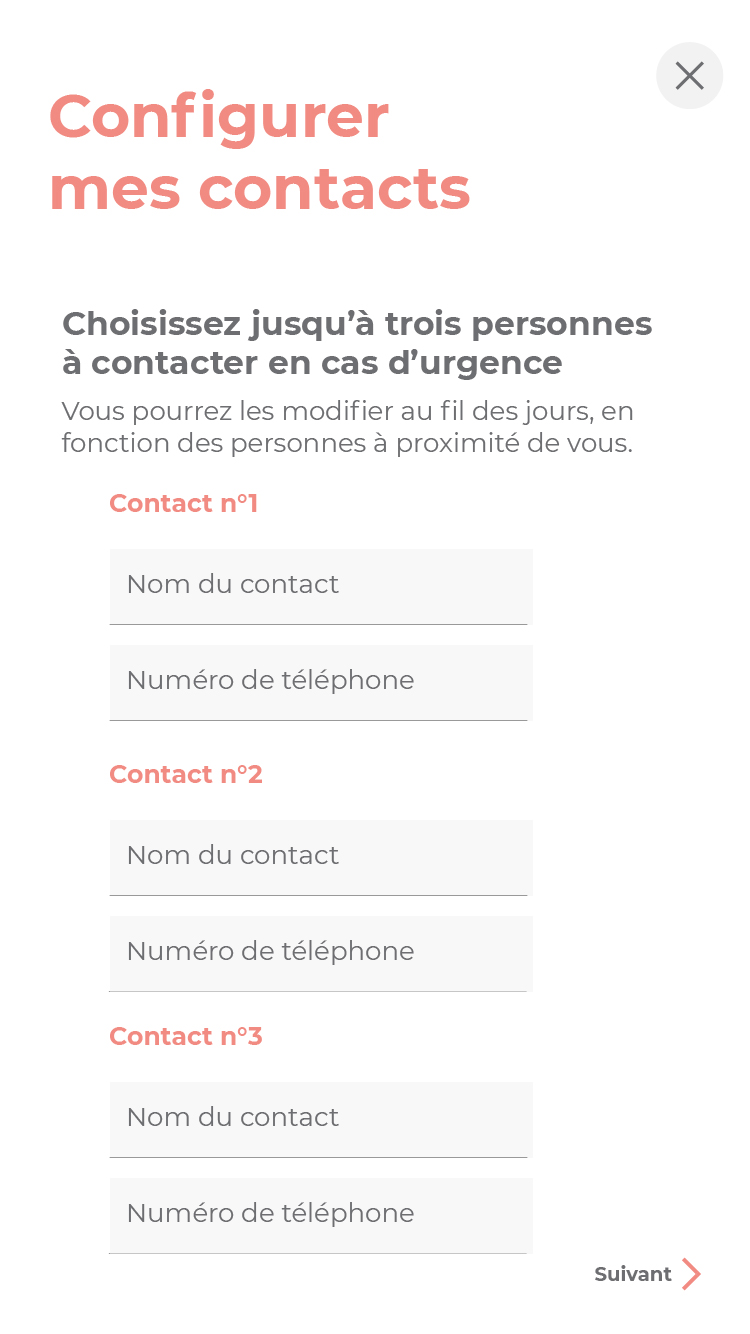 Configurer
mes contacts
Choisissez jusqu’à trois personnes
à contacter en cas d’urgence
Vous pourrez les modifier au fil des jours, en
fonction des personnes à proximité de vous.
Contact n°1
Nom du contact
Numéro de téléphone
Contact n°2
Nom du contact
Numéro de téléphone
Contact n°3
Nom du contact
Numéro de téléphone
Suivant